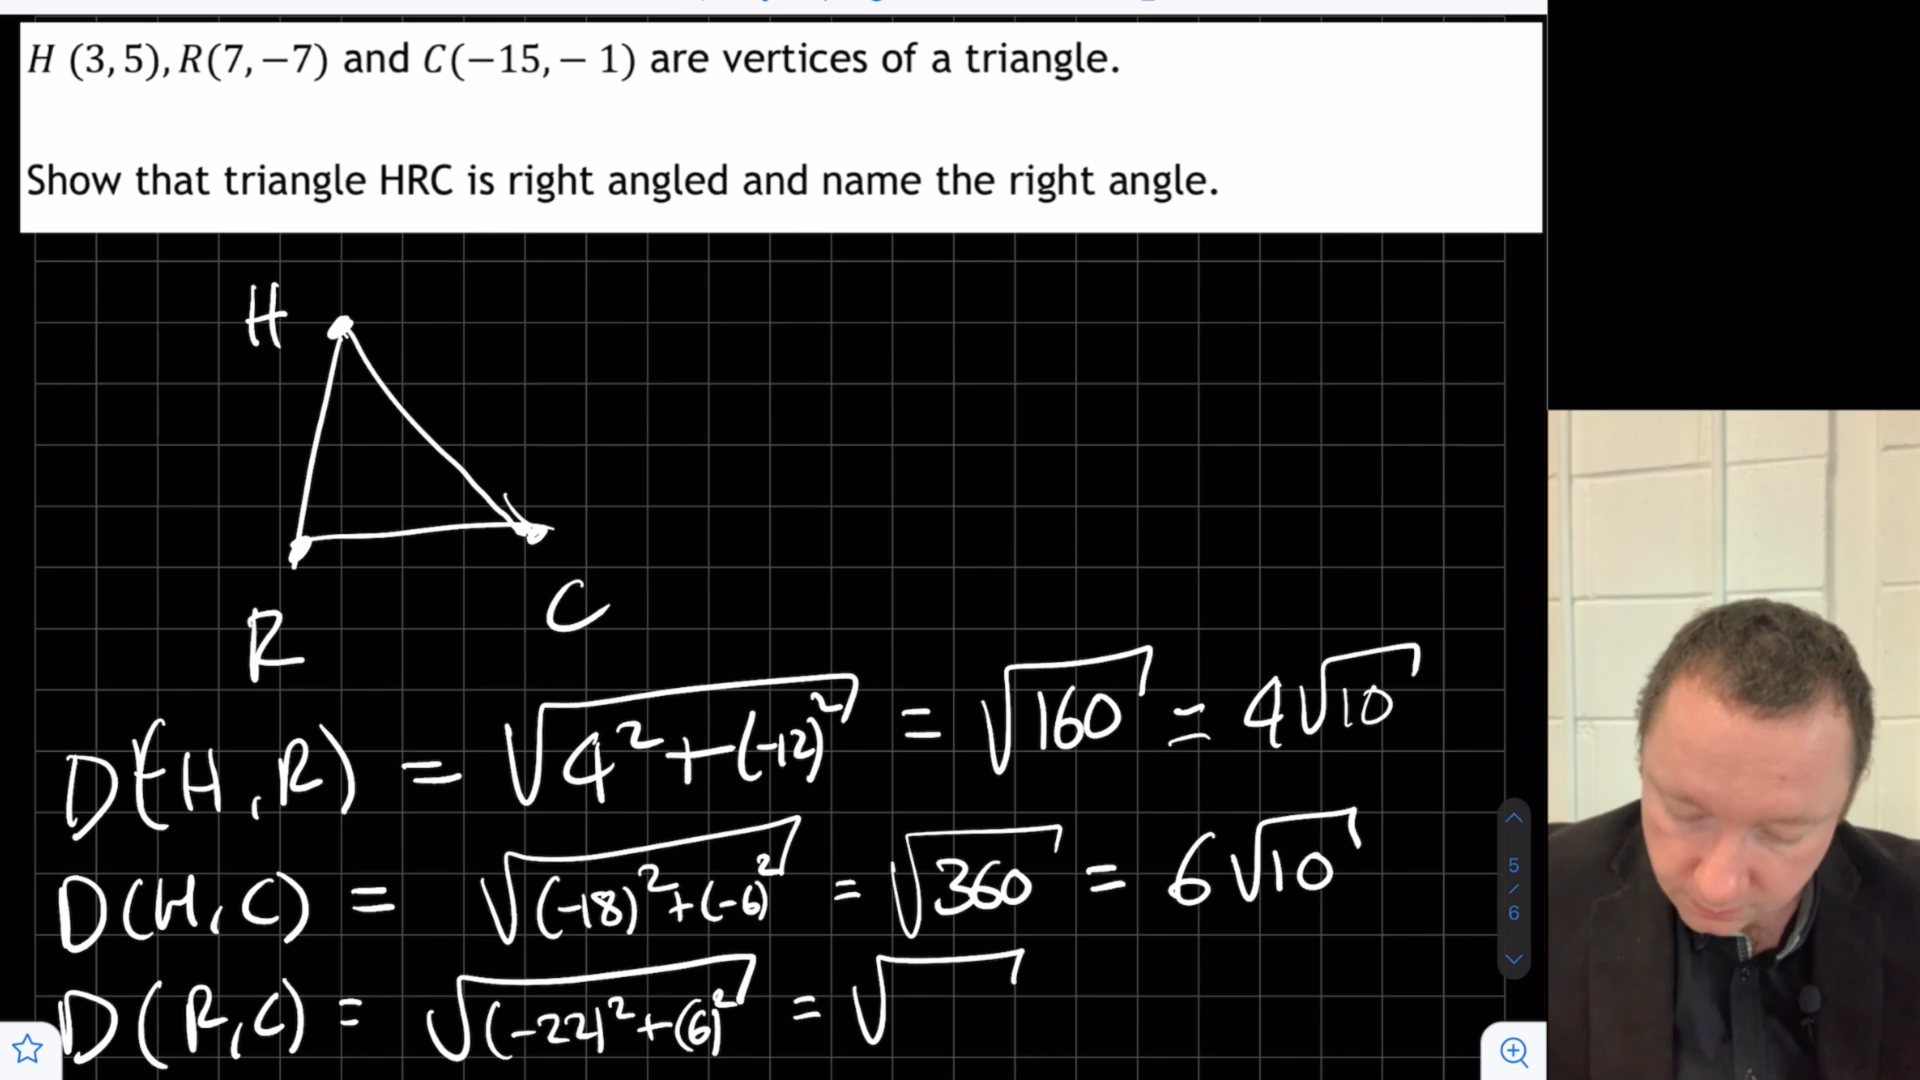 H (3, 5), R(7, −7) and C(−15, − 1) are vertices of a triangle.
Show that triangle HRC is right angled and name the right angle.
H
R
C
D(H,R) = √4² + (-12)² = √160 = 4√10
D(H,C) = √(-18)² + (-6)² = √360 = 6√10
D(R,C) = √(-22)² + (6)² = √
5
/
6